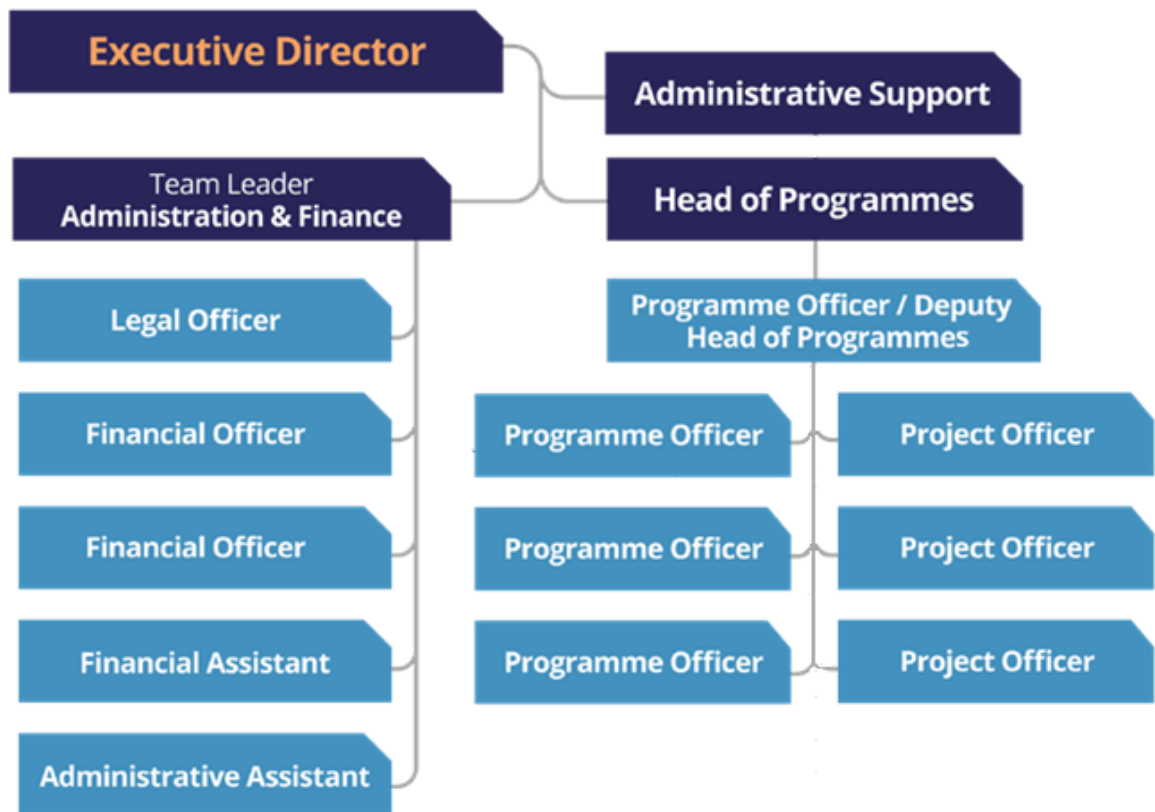 Executive Director
Administrative Support
Team Leader
Administration & Finance
Head of Programmes
Legal Officer
Financial Officer
Financial Officer
Financial Assistant
Administrative Assistant
Programme Officer / Deputy
Head of Programmes
Programme Officer
Project Officer
Programme Officer
Project Officer
Programme Officer
Project Officer